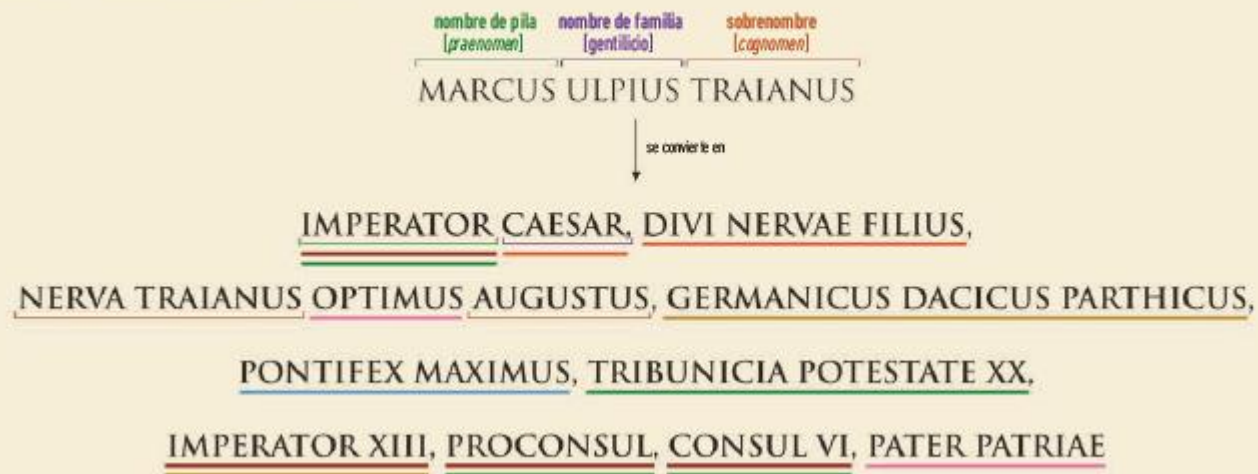 nombre de pila nombre de familia sobrenombre
[praenomen] [gentilicio] [cognomen]
MARCUS ULPIUS TRAIANUS
se convierte en
IMPERATOR CAESAR, DIVI NERVAE FILIUS,
NERVA TRAIANUS OPTIMUS AUGUSTUS, GERMANICUS DACICUS PARTHICUS,
PONTIFEX MAXIMUS, TRIBUNICIA POTESTATE XX,
IMPERATOR XIII, PROCONSUL, CONSUL VI, PATER PATRIAE